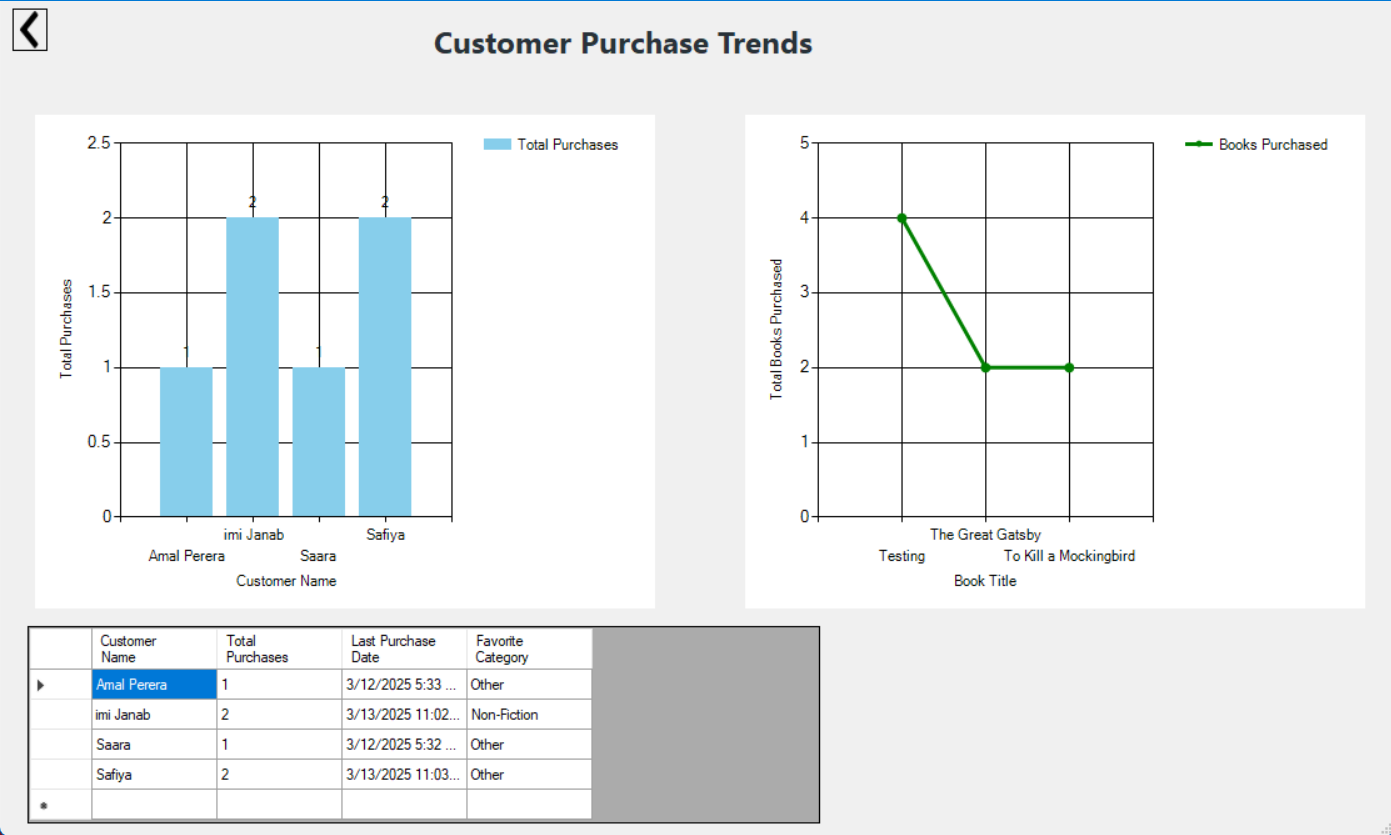 Customer Purchase Trends
2.5
2
1.5
1
0.5
0
Total Purchases
1
2
1
2
Total Purchases
imi Janab
Safiya
Amal Perera
Saara
Customer Name
5
4
3
2
1
0
Total Books Purchased
Books Purchased
The Great Gatsby
Testing
To Kill a Mockingbird
Book Title
Customer Name
Total Purchases
Last Purchase Date
Favorite Category
Amal Perera 1 3/12/2025 5:33 ... Other
imi Janab 2 3/13/2025 11:02... Non-Fiction
Saara 1 3/12/2025 5:32 ... Other
Safiya 2 3/13/2025 11:03... Other